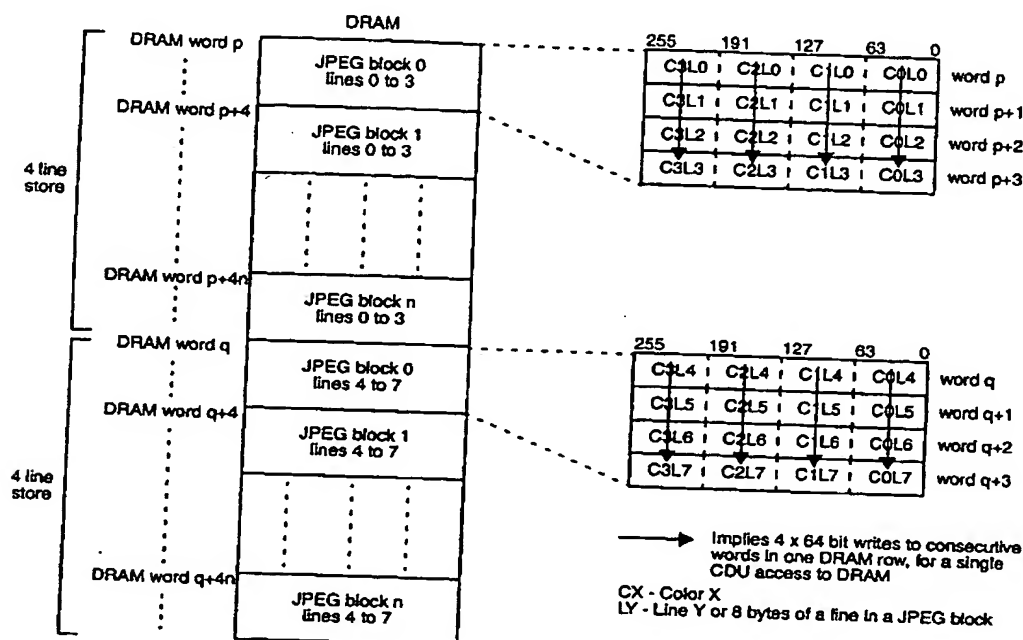 DRAM
DRAM word p
JPEG block 0
lines 0 to 3
DRAM word p+4
JPEG block 1
lines 0 to 3
4 line
store
DRAM word p+4n
JPEG block n
lines 0 to 3
255 191 127 63 0
C3L0 C2L0 C1L0 C0L0 word p
C3L1 C2L1 C1L1 C0L1 word p+1
C3L2 C2L2 C1L2 C0L2 word p+2
C3L3 C2L3 C1L3 C0L3 word p+3
DRAM word q
JPEG block 0
lines 4 to 7
DRAM word q+4
JPEG block 1
lines 4 to 7
4 line
store
DRAM word q+4n
JPEG block n
lines 4 to 7
255 191 127 63 0
C3L4 C2L4 C1L4 C0L4 word q
C3L5 C2L5 C1L5 C0L5 word q+1
C3L6 C2L6 C1L6 C0L6 word q+2
C3L7 C2L7 C1L7 C0L7 word q+3
Implies 4 x 64 bit writes to consecutive
words in one DRAM row, for a single
CDU access to DRAM
CX - Color X
LY - Line Y or 8 bytes of a line in a JPEG block